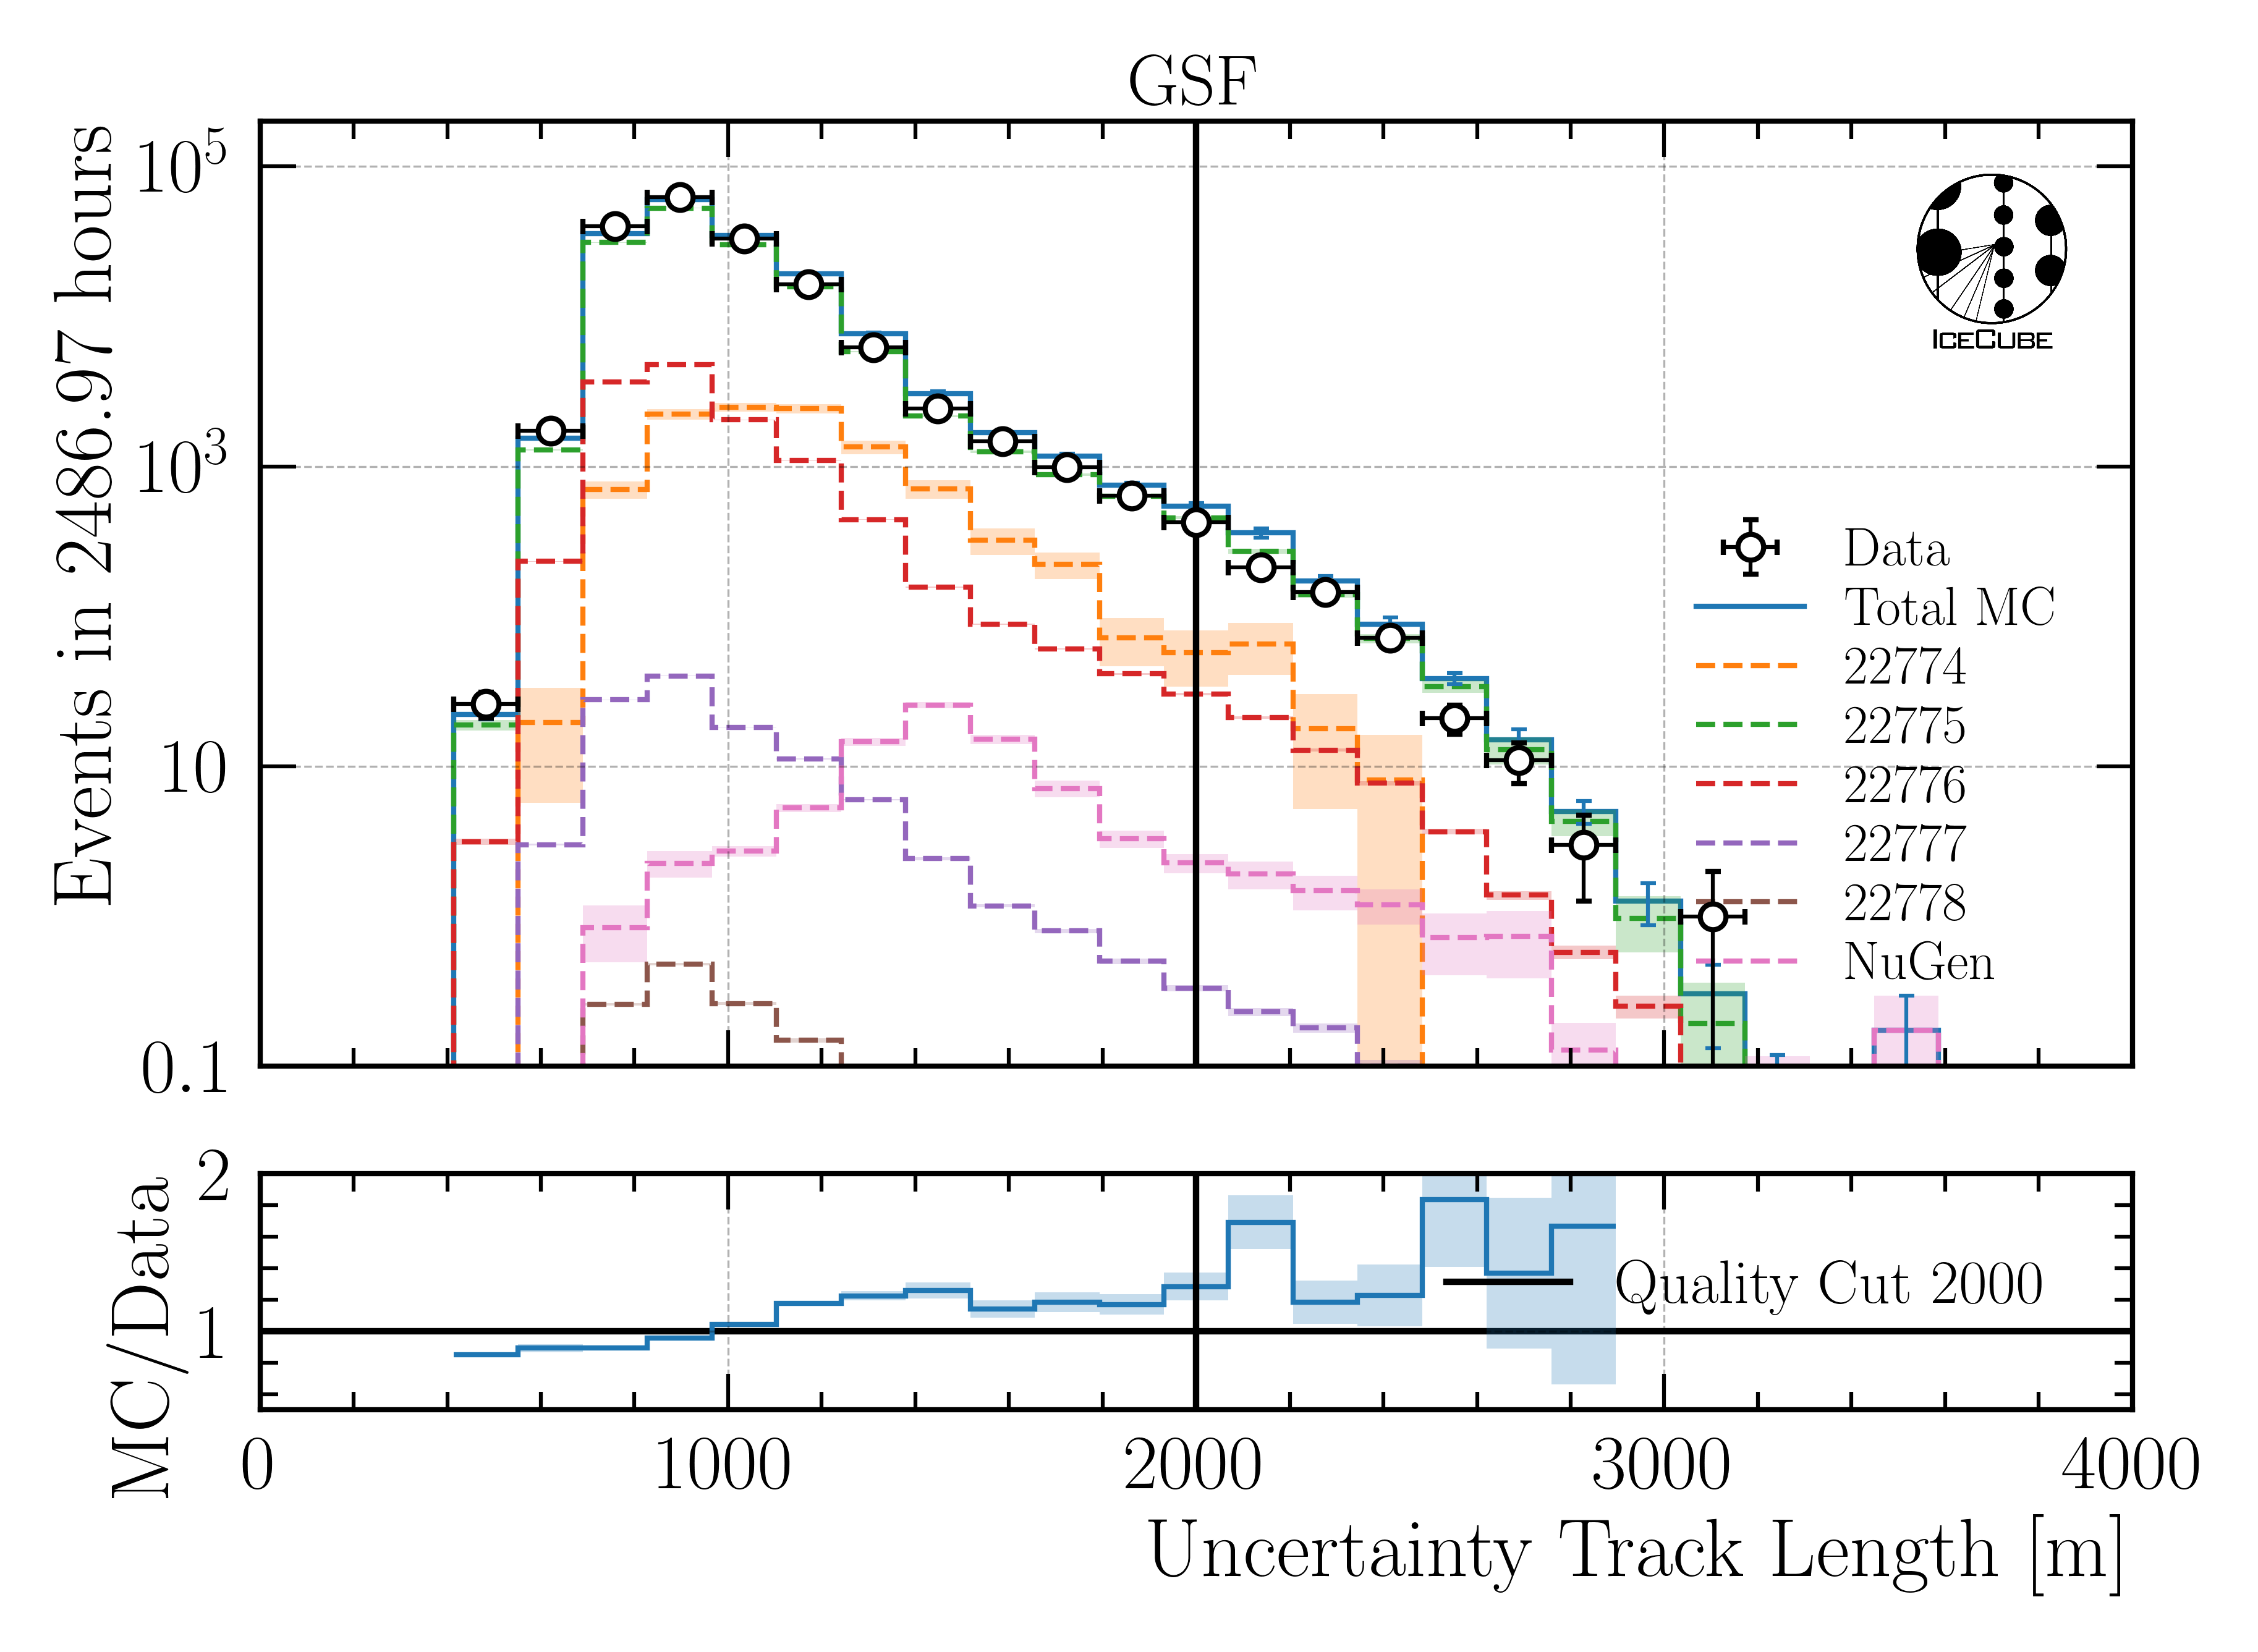 GSF
Events in 2486.97 hours
10^5
10^3
10
0.1
ICECUBE
Data
Total MC
22774
22775
22776
22777
22778
NuGen
MC/Data
2
1
Quality Cut 2000
0 1000 2000 3000 4000
Uncertainty Track Length [m]